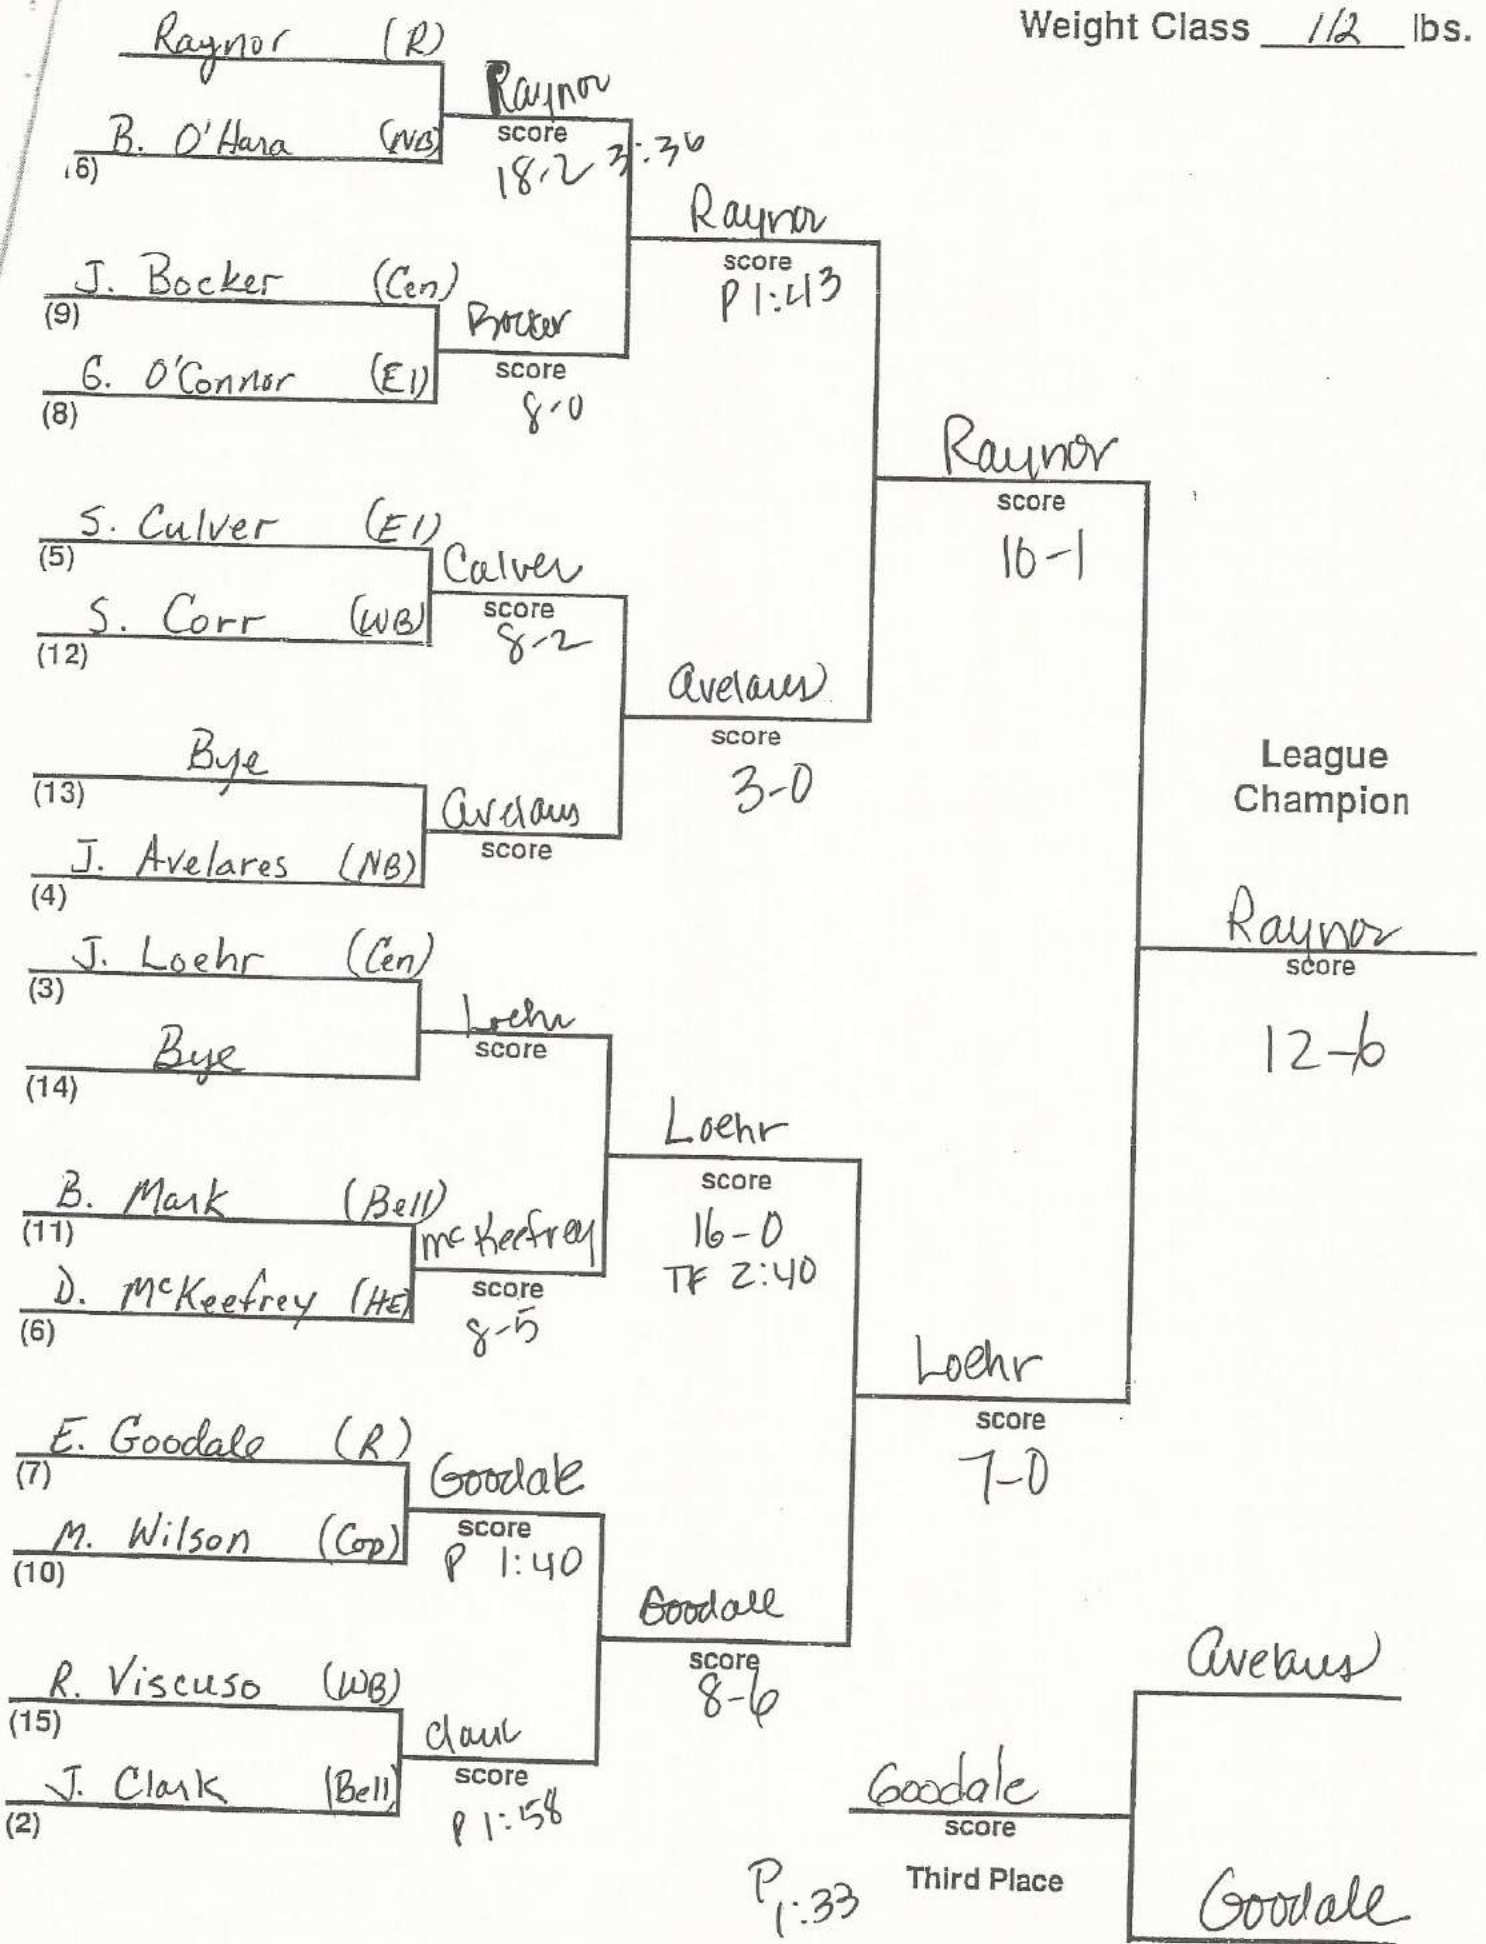 Weight Class 112 lbs.
Raynor (R)
Raynor
score
18-2 3:36
B. O'Hara (NB)
Raynor
score
P 1:43
J. Bocker (Cen)
(9)
Bocker
score
8-0
G. O'Connor (EI)
(8)
Raynor
score
10-1
S. Culver (EI)
(5)
Culver
score
8-2
S. Corr (WB)
(12)
Avelares
score
3-0
Bye
(13)
Avelares
score
J. Avelares (NB)
(4)
League
Champion
Raynor
score
12-6
J. Loehr (Cen)
(3)
Loehr
score
Bye
(14)
Loehr
score
16-0
TF 2:40
B. Mark (Bell)
(11)
McKeefrey
score
8-5
D. McKeefrey (HE)
(6)
Loehr
score
7-0
E. Goodale (R)
(7)
Goodale
score
P 1:40
M. Wilson (Cop)
(10)
Goodale
score
8-6
R. Viscuso (WB)
(15)
Clark
score
P 1:58
J. Clark (Bell)
(2)
Avelares
Goodale
score
Third Place
P 1:33
Goodale